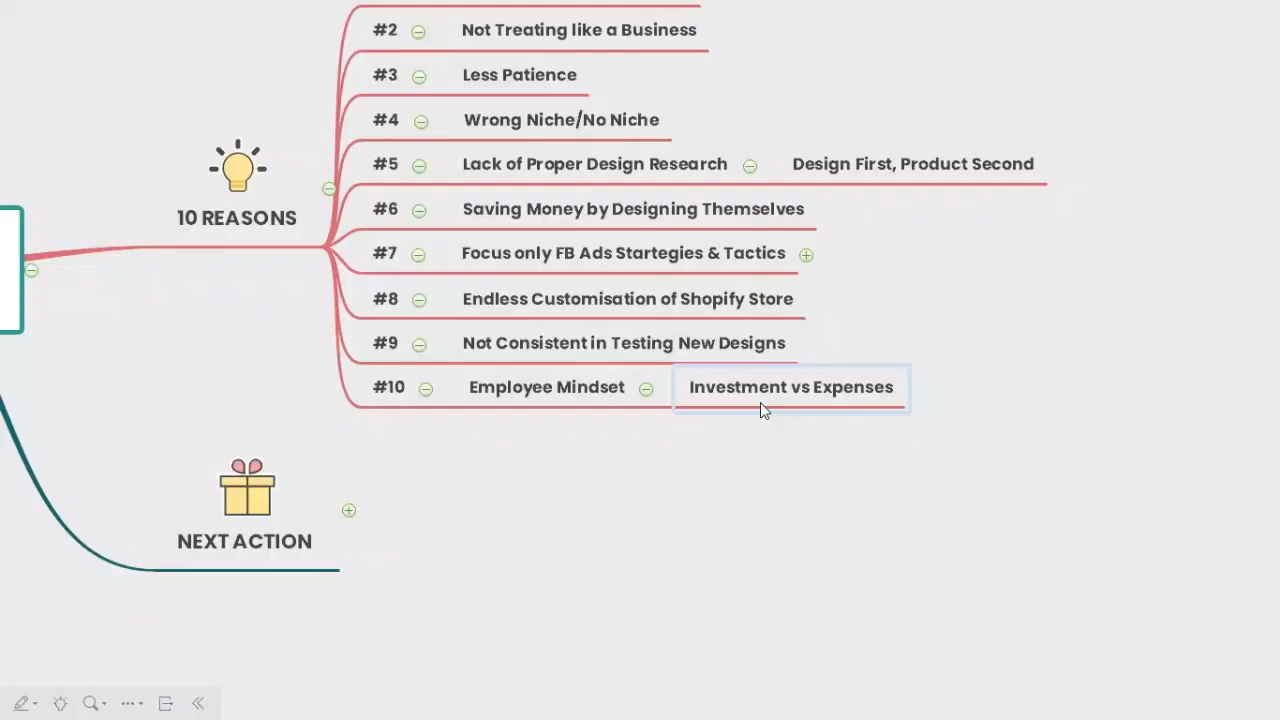 #2 Not Treating like a Business
#3 Less Patience
#4 Wrong Niche/No Niche
#5 Lack of Proper Design Research Design First, Product Second
10 REASONS
#6 Saving Money by Designing Themselves
#7 Focus only FB Ads Startegies & Tactics
#8 Endless Customisation of Shopify Store
#9 Not Consistent in Testing New Designs
#10 Employee Mindset Investment vs Expenses
NEXT ACTION